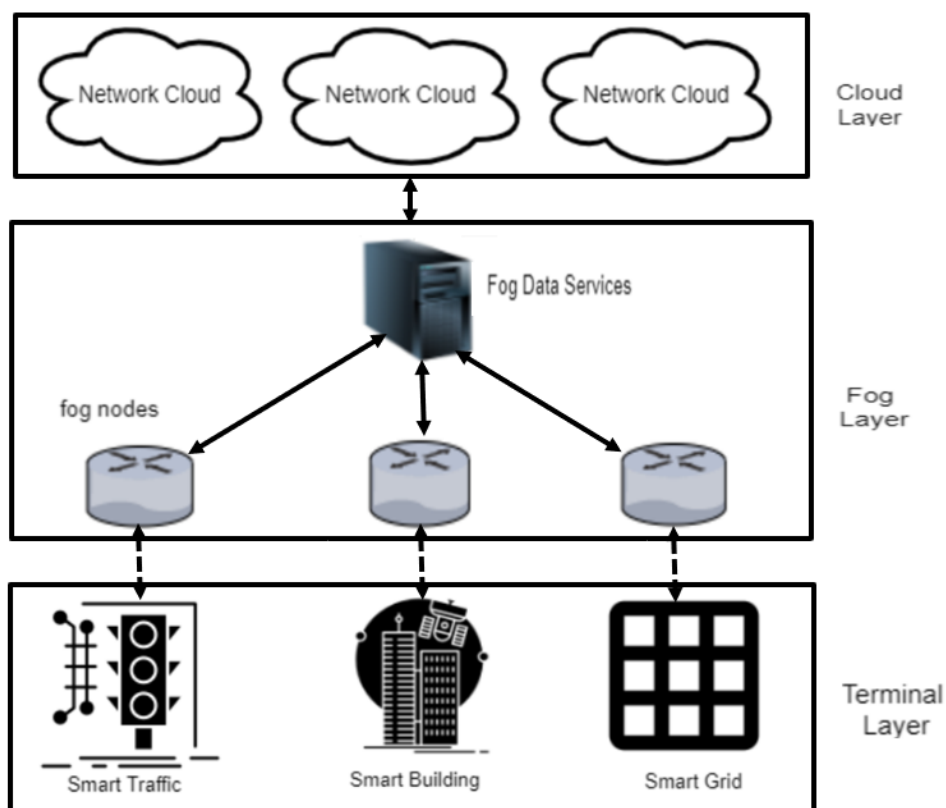 Network Cloud
Network Cloud
Network Cloud
Cloud
Layer
Fog Data Services
fog nodes
Fog
Layer
Terminal
Layer
Smart Traffic
Smart Building
Smart Grid